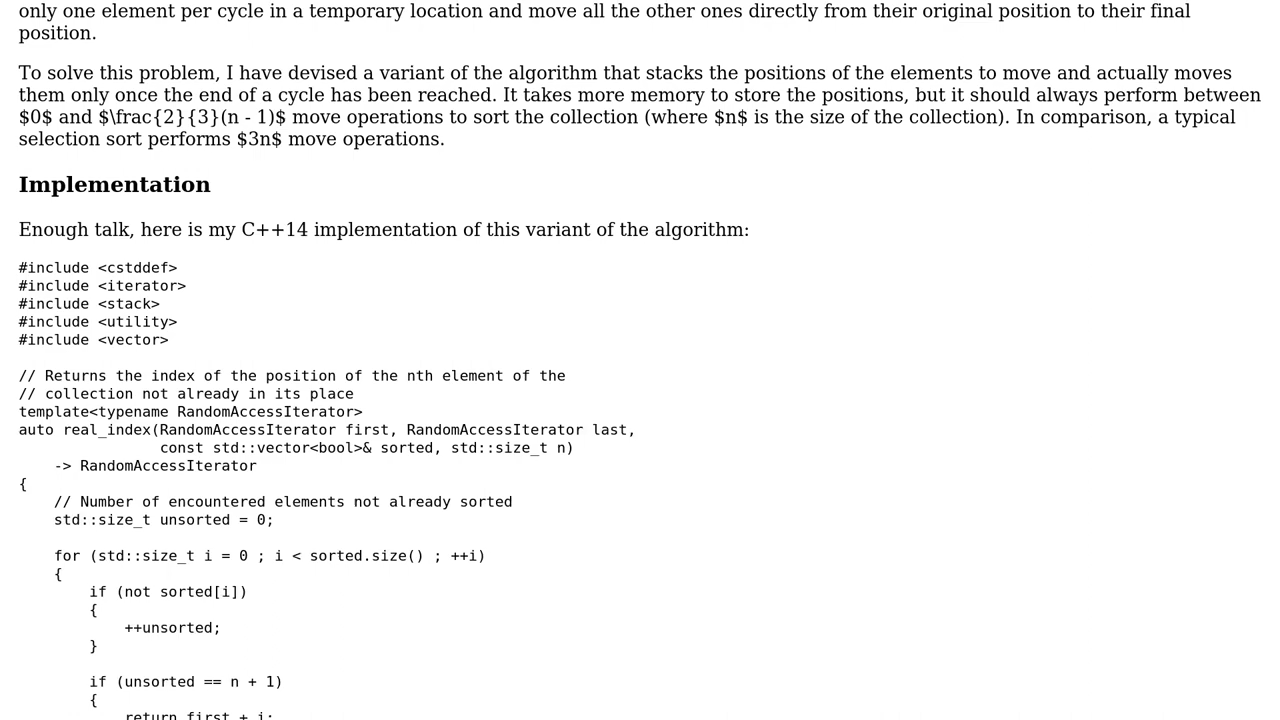 only one element per cycle in a temporary location and move all the other ones directly from their original position to their final
position.
To solve this problem, I have devised a variant of the algorithm that stacks the positions of the elements to move and actually moves
them only once the end of a cycle has been reached. It takes more memory to store the positions, but it should always perform between
$0$ and $\frac{2}{3}(n - 1)$ move operations to sort the collection (where $n$ is the size of the collection). In comparison, a typical
selection sort performs $3n$ move operations.
Implementation
Enough talk, here is my C++14 implementation of this variant of the algorithm:
#include <cstddef>
#include <iterator>
#include <stack>
#include <utility>
#include <vector>
// Returns the index of the position of the nth element of the
// collection not already in its place
template<typename RandomAccessIterator>
auto real_index(RandomAccessIterator first, RandomAccessIterator last,
                const std::vector<bool>& sorted, std::size_t n)
    -> RandomAccessIterator
{
    // Number of encountered elements not already sorted
    std::size_t unsorted = 0;
    for (std::size_t i = 0 ; i < sorted.size() ; ++i)
    {
        if (not sorted[i])
        {
            ++unsorted;
        }
        if (unsorted == n + 1)
        {
            return first + i;